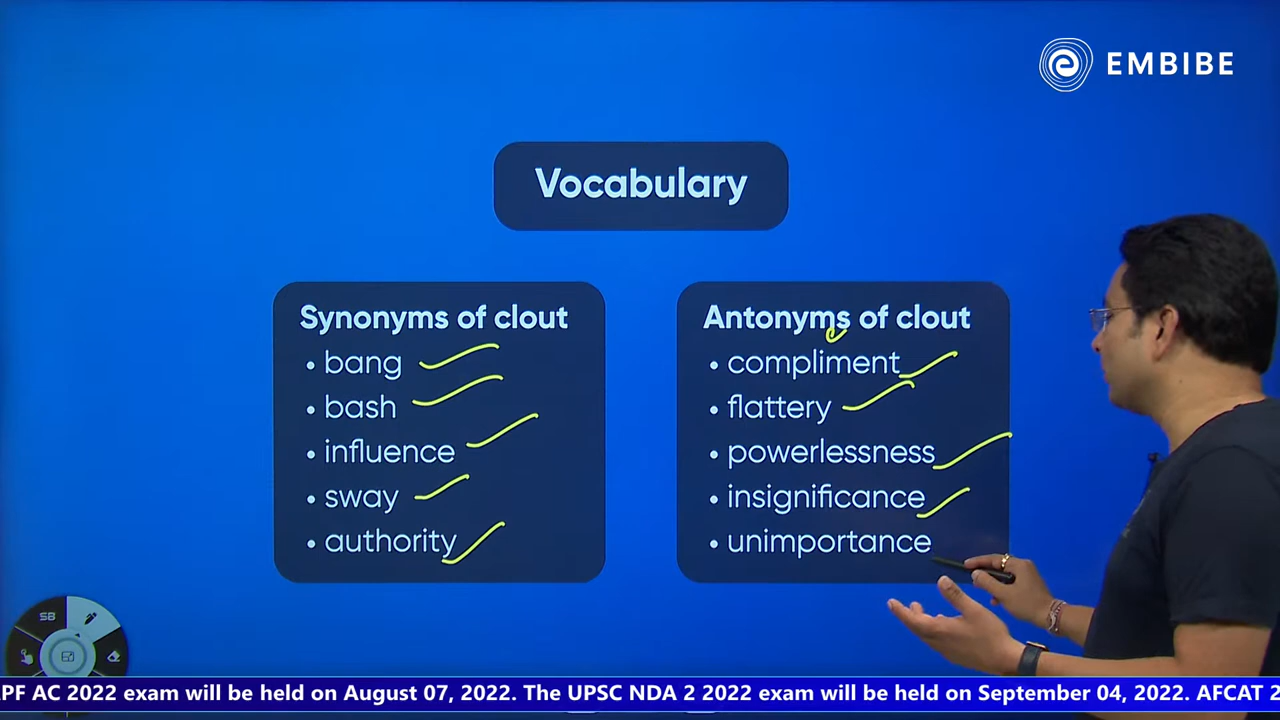 EMBIBE
Vocabulary
Synonyms of clout
• bang
• bash
• influence
• sway
• authority
Antonyms of clout
• compliment
• flattery
• powerlessness
• insignificance
• unimportance
SB
PF AC 2022 exam will be held on August 07, 2022. The UPSC NDA 2 2022 exam will be held on September 04, 2022. AFCAT 2